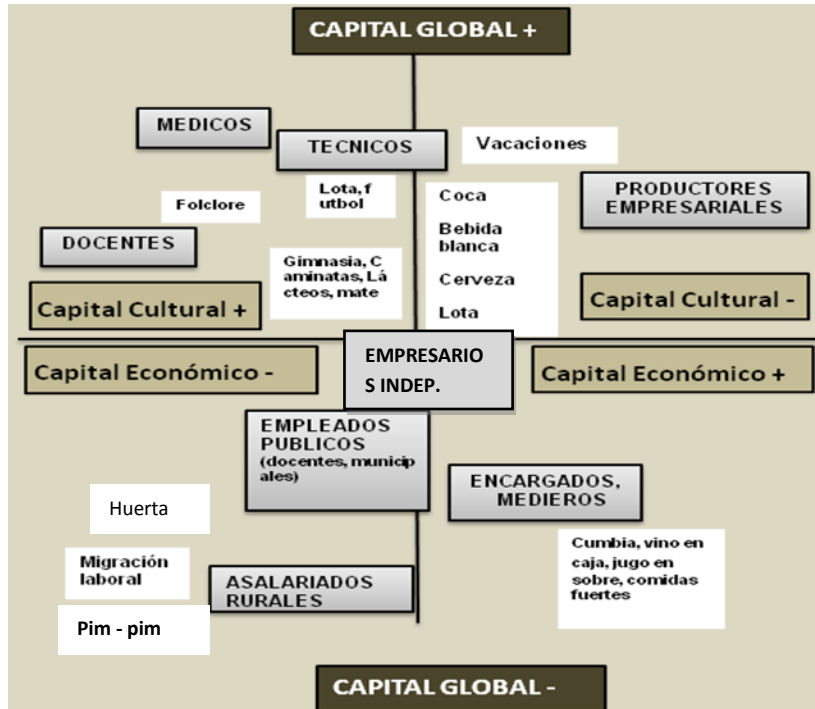 CAPITAL GLOBAL +
MEDICOS
TECNICOS
Vacaciones
Lota, f
utbol
Folclore
Coca
Bebida
blanca
Cerveza
Lota
PRODUCTORES
EMPRESARIALES
DOCENTES
Gimnasia, C
aminatas, Lá
cteos, mate
Capital Cultural +
Capital Cultural -
EMPRESARIO
S INDEP.
Capital Económico -
Capital Económico +
EMPLEADOS
PUBLICOS
(docentes, municip
ales)
ENCARGADOS,
MEDIEROS
Huerta
Cumbia, vino en
caja, jugo en
sobre, comidas
fuertes
Migración
laboral
ASALARIADOS
RURALES
Pim - pim
CAPITAL GLOBAL -